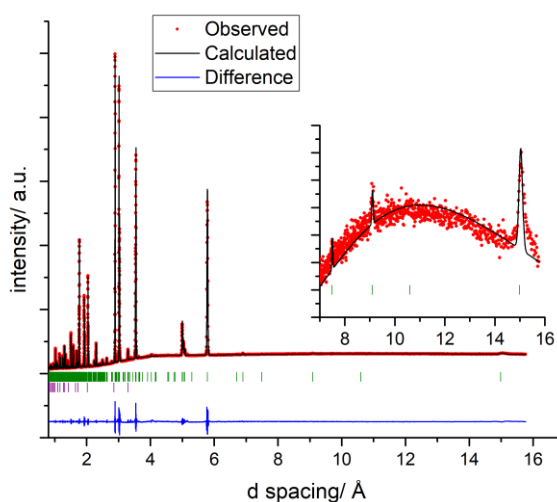 Observed
Calculated
Difference
intensity/ a.u.
8 10 12 14 16
2 4 6 8 10 12 14 16
d spacing/ Å